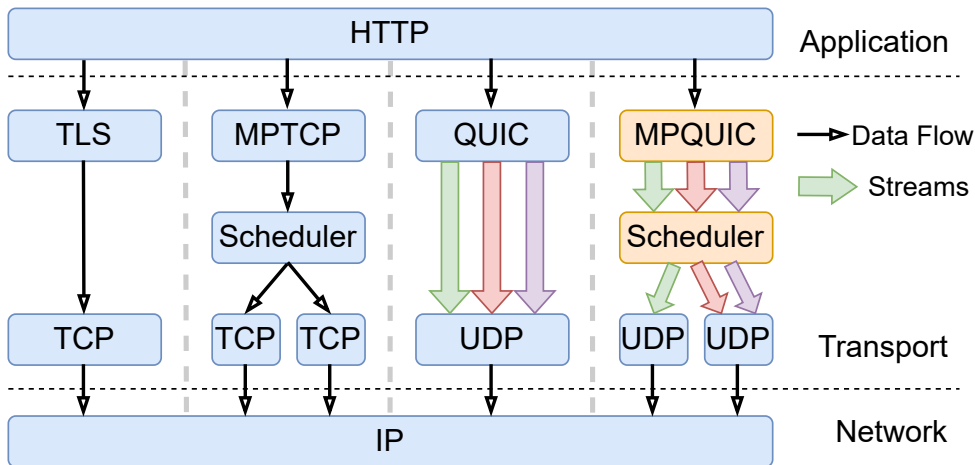 HTTP
Application
TLS
MPTCP
QUIC
MPQUIC
Data Flow
Streams
Scheduler
Scheduler
TCP
TCP
TCP
UDP
UDP
UDP
Transport
IP
Network